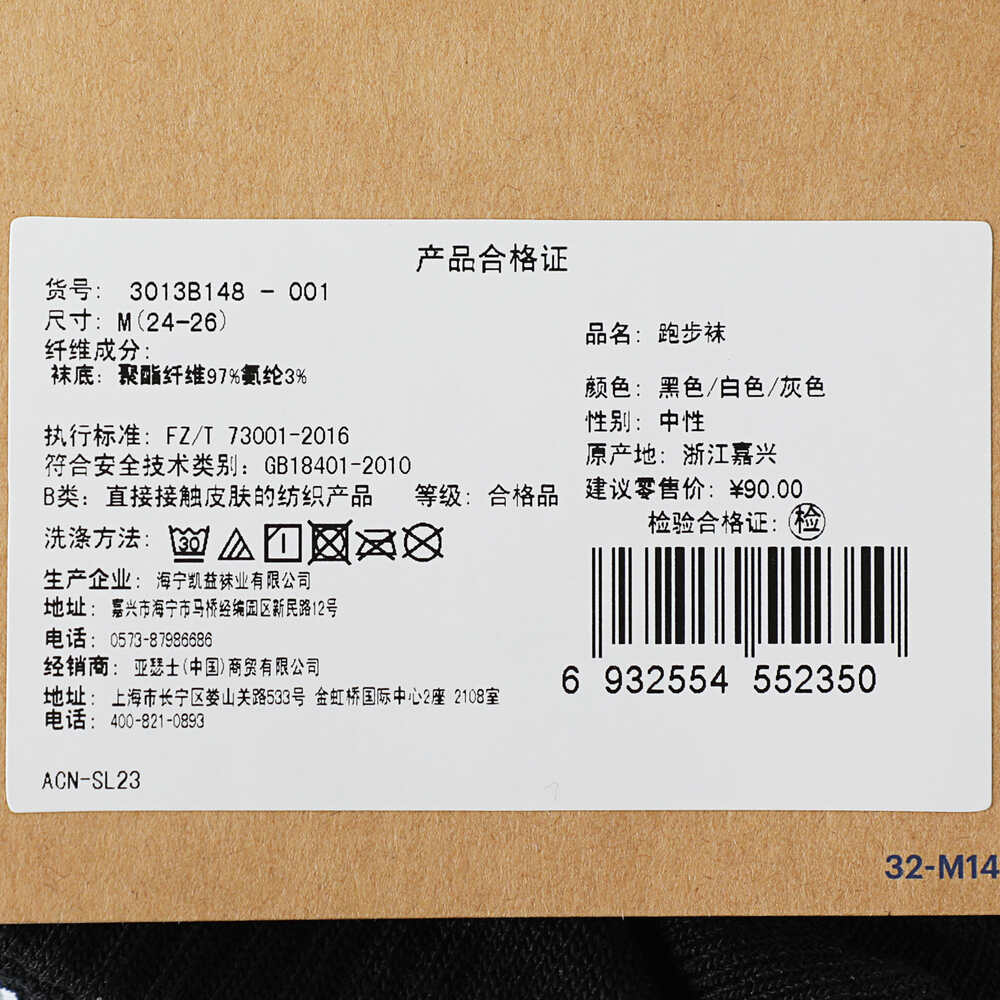 产品合格证
货号: 3013B148 - 001
尺寸: M(24-26)
纤维成分:
袜底: 聚酯纤维97%氨纶3%
执行标准: FZ/T 73001-2016
符合安全技术类别: GB18401-2010
B类: 直接接触皮肤的纺织产品 等级: 合格品
洗涤方法: 30
生产企业: 海宁凯益袜业有限公司
地址: 嘉兴市海宁市马桥经编园区新民路12号
电话: 0573-87986686
经销商: 亚瑟士(中国)商贸有限公司
地址: 上海市长宁区娄山关路533号 金虹桥国际中心2座 2108室
电话: 400-821-0893
ACN-SL23
品名: 跑步袜
颜色: 黑色/白色/灰色
性别: 中性
原产地: 浙江嘉兴
建议零售价: ¥90.00
检验合格证: 检
6 932554 552350
32-M14